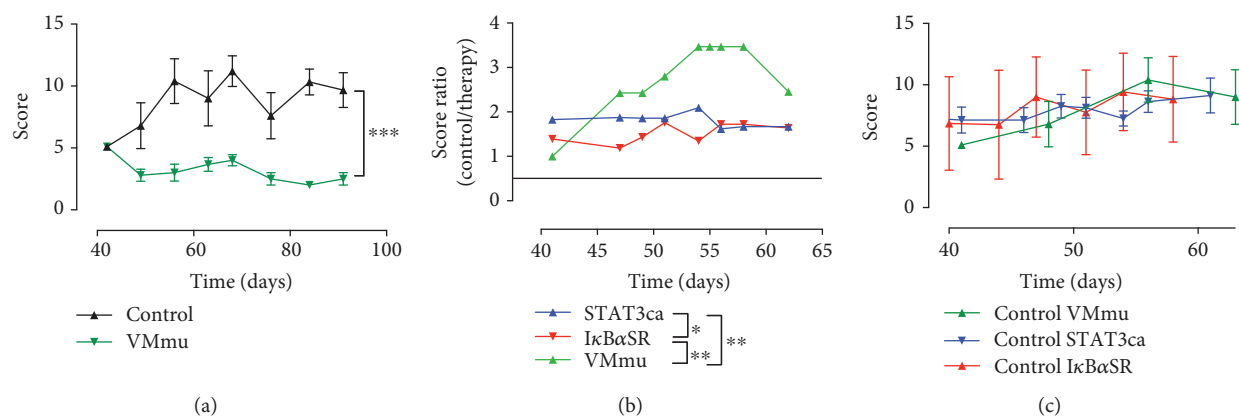 15
10
5
0
Score
***
40
60
80
100
Time (days)
Control
VMmu
(a)
4
3
2
1
0
Score ratio
(control/therapy)
40
45
50
55
60
65
Time (days)
STAT3ca
IκBαSR
VMmu
*
**
**
(b)
15
10
5
0
Score
40
50
60
Time (days)
Control VMmu
Control STAT3ca
Control IκBαSR
(c)